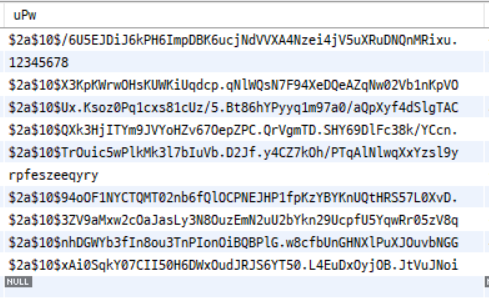 uPw
$2a$10$/6U5EJDiJ6kPH6ImpDBK6ucjNdVVXA4Nzei4jV5uXRuDNQnMRixu.
12345678
$2a$10$X3KpKWrwOHsKUWKiUqdcp.qNlWQsN7F94XeDQeAZqNw02Vb1nKpVO
$2a$10$Ux.Ksoz0Pq1cxs81cUz/5.Bt86hYPyyq1m97a0/aQpXyf4dSlgTAC
$2a$10$QXk3HjITYm9JVYoHZv67OepZPC.QrVgmTD.SHY69DlFc38k/YCcn.
$2a$10$TrOuic5wPlkMk3l7bIuVb.D2Jf.y4CZ7kOh/PTqAlNlwqXxYzsl9y
rpfeszeeqyry
$2a$10$94oOF1NYCTQMT02nb6fQlOCPNEJHP1fpKzYBYKnUQtHRS57L0XvD.
$2a$10$3ZV9aMxw2cOaJasLy3N8OuzEmN2uU2bYkn29UcpfU5YqwRr05zV8q
$2a$10$nhDGWYb3fIn8ou3TnPIonOiBQBPlG.w8cfbUnGHNXlPuXJOuvbNGG
$2a$10$xAi0SqkY07CII50H6DWxOudJRJS6YT50.L4EuDxOyjOB.JtVuJNoi
NULL